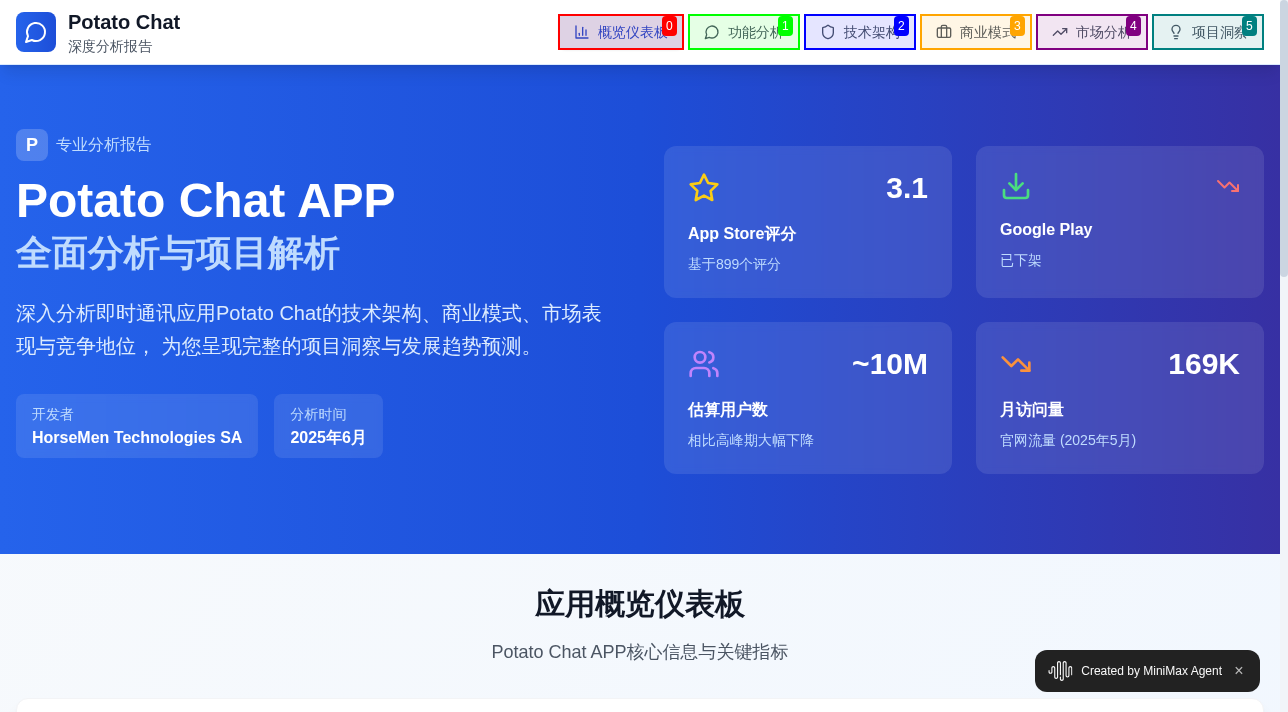 Potato Chat
深度分析报告
概览仪表板 0
功能分析 1
技术架构 2
商业模式 3
市场分析 4
项目洞察 5
P 专业分析报告
Potato Chat APP
全面分析与项目解析
深入分析即时通讯应用Potato Chat的技术架构、商业模式、市场表
现与竞争地位， 为您呈现完整的项目洞察与发展趋势预测。
开发者
HorseMen Technologies SA
分析时间
2025年6月
3.1
App Store评分
基于899个评分
Google Play
已下架
~10M
估算用户数
相比高峰期大幅下降
169K
月访问量
官网流量 (2025年5月)
应用概览仪表板
Potato Chat APP核心信息与关键指标
Created by MiniMax Agent ×